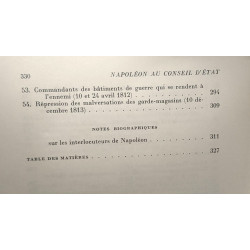 330 NAPOLÉON AU CONSEIL D'ÉTAT
53. Commandants des bâtiments de guerre qui se rendent à
l'ennemi (10 et 24 avril 1812) . . . . . . . 294
54. Répression des malversations des garde-magasins (10 dé-
cembre 1813) . . . . . . . . . . 309
NOTES BIOGRAPHIQUES
sur les interlocuteurs de Napoléon . . . . . . . 311
TABLE DES MATIÈRES . . . . . . . . . . 327